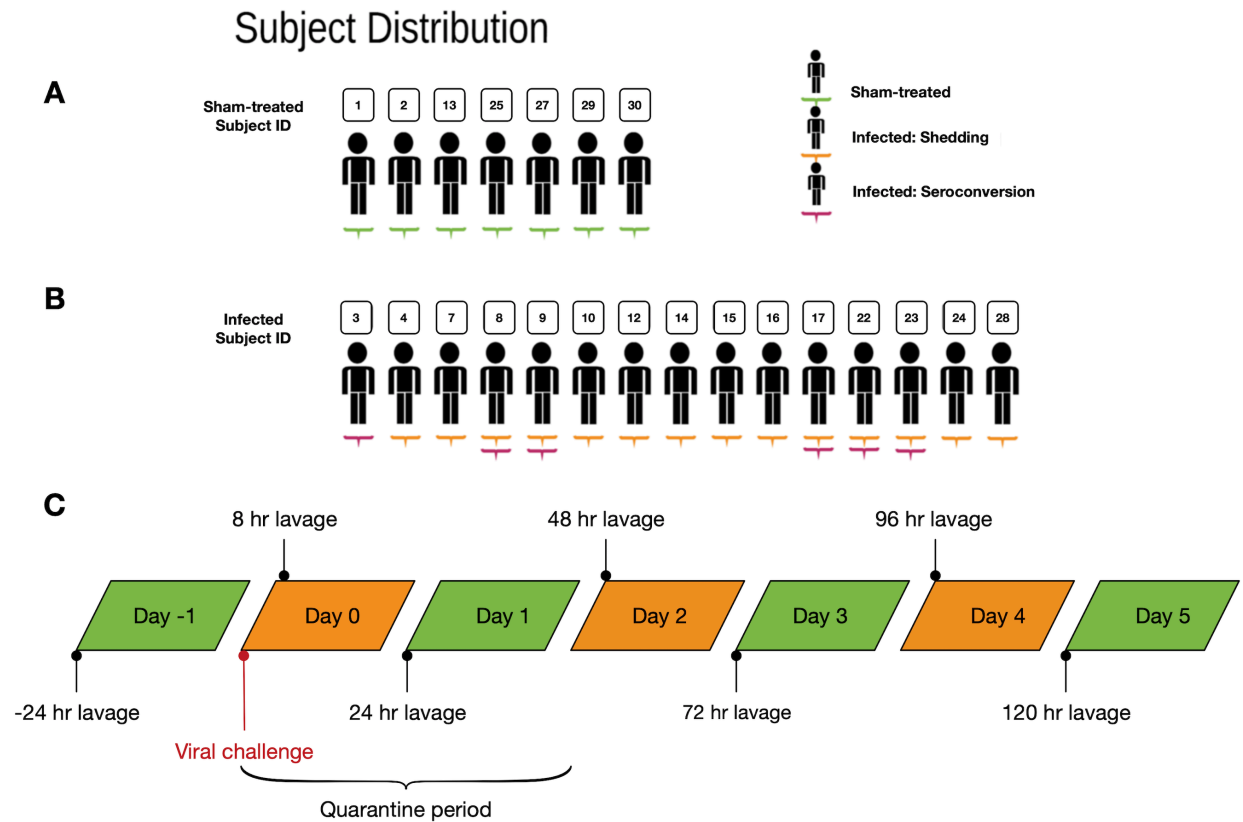 Subject Distribution
A
Sham-treated
Subject ID
1 2 13 25 27 29 30
Sham-treated
Infected: Shedding
Infected: Seroconversion
B
Infected
Subject ID
3 4 7 8 9 10 12 14 15 16 17 22 23 24 28
C
8 hr lavage 48 hr lavage 96 hr lavage
Day -1 Day 0 Day 1 Day 2 Day 3 Day 4 Day 5
-24 hr lavage 24 hr lavage 72 hr lavage 120 hr lavage
Viral challenge
Quarantine period